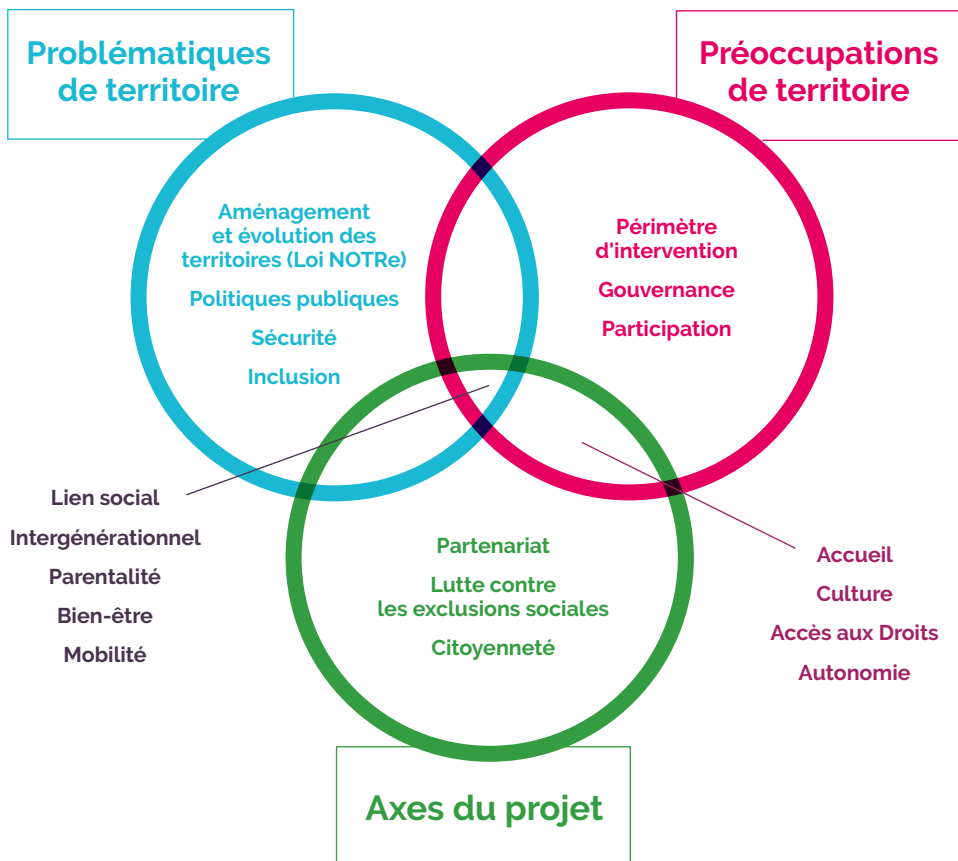 Problématiques
de territoire
Préoccupations
de territoire
Aménagement
et évolution des
territoires (Loi NOTRe)
Politiques publiques
Sécurité
Inclusion
Périmètre
d'intervention
Gouvernance
Participation
Lien social
Intergénérationnel
Parentalité
Bien-être
Mobilité
Partenariat
Lutte contre
les exclusions sociales
Citoyenneté
Accueil
Culture
Accès aux Droits
Autonomie
Axes du projet